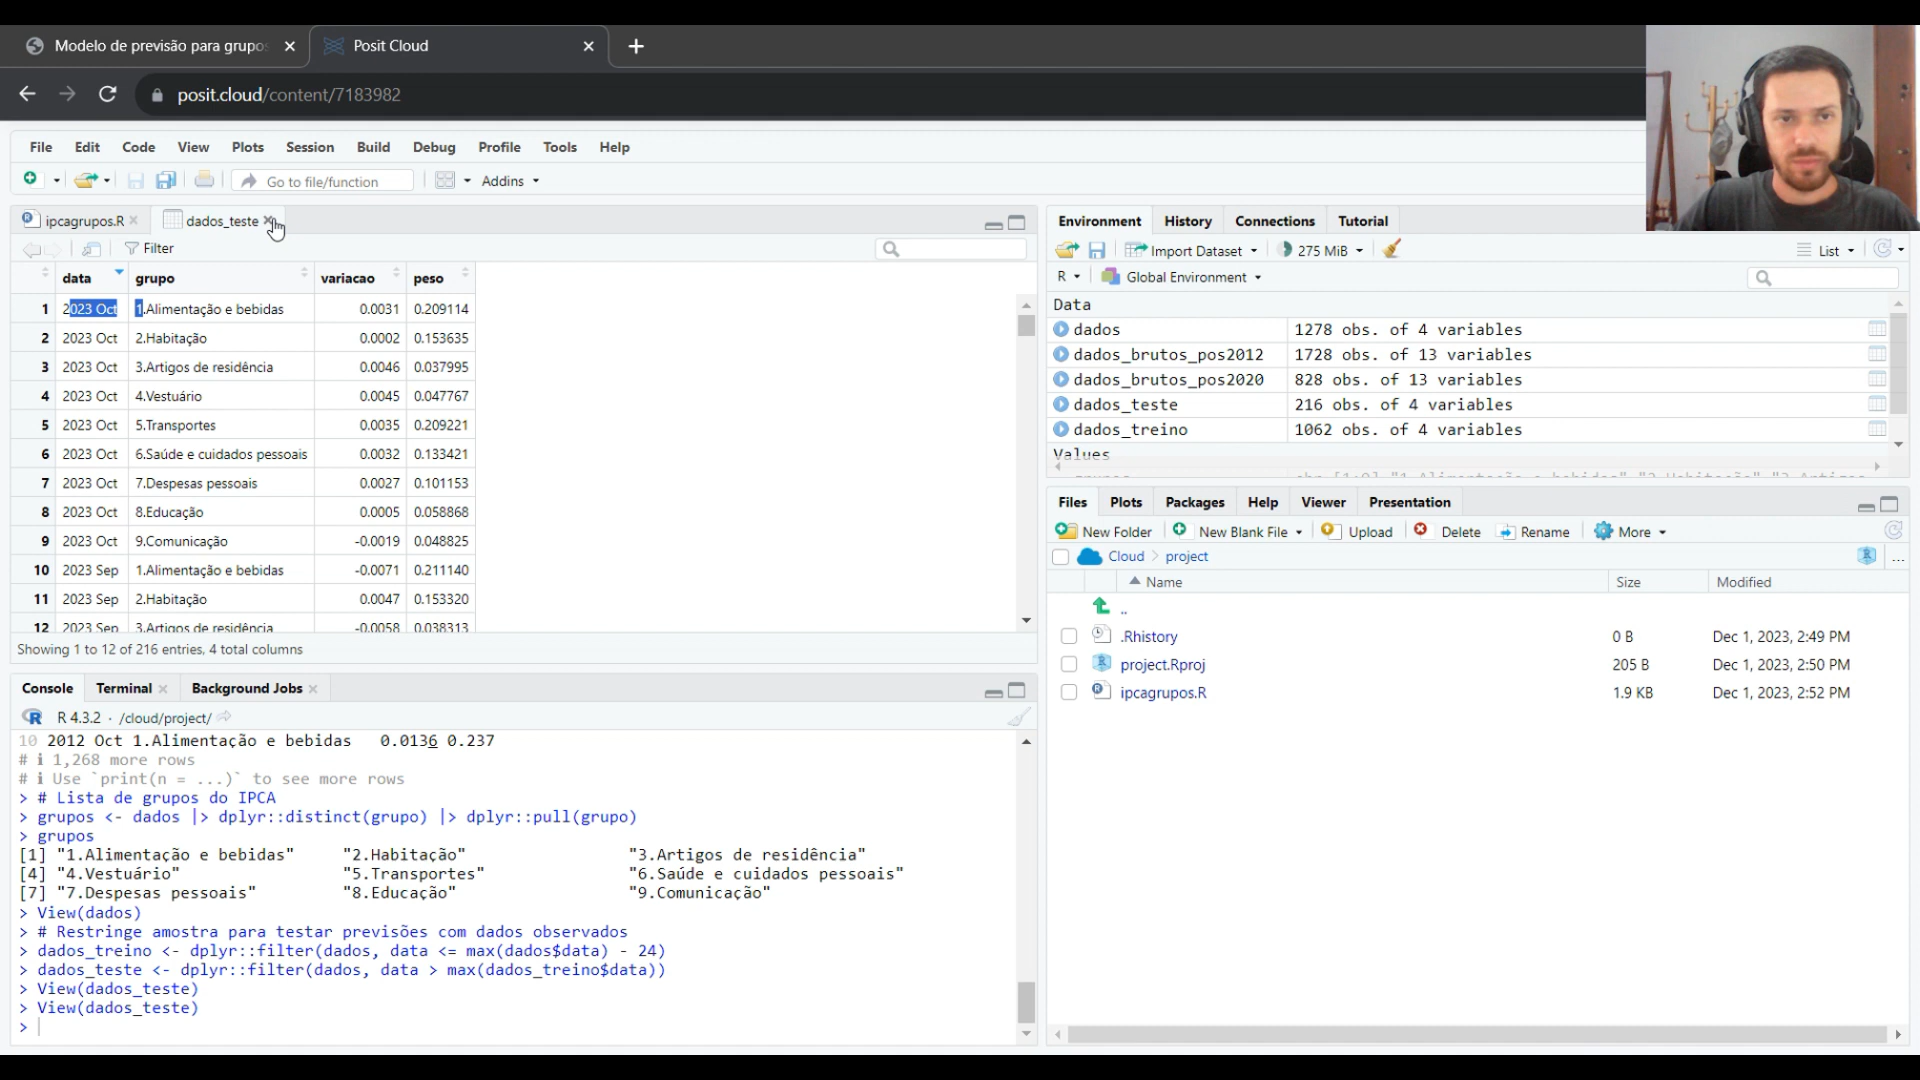 Modelo de previsão para grupo
Posit Cloud
posit.cloud/content/7183982
File Edit Code View Plots Session Build Debug Profile Tools Help
Go to file/function Addins
ipcagrupos.R dados_teste
Filter
data grupo variacao peso
1 2023 Oct 1.Alimentação e bebidas 0.0031 0.209114
2 2023 Oct 2.Habitação 0.0002 0.153635
3 2023 Oct 3.Artigos de residência 0.0046 0.037995
4 2023 Oct 4.Vestuário 0.0045 0.047767
5 2023 Oct 5.Transportes 0.0035 0.209221
6 2023 Oct 6.Saúde e cuidados pessoais 0.0032 0.133421
7 2023 Oct 7.Despesas pessoais 0.0027 0.101153
8 2023 Oct 8.Educação 0.0005 0.058868
9 2023 Oct 9.Comunicação -0.0019 0.048825
10 2023 Sep 1.Alimentação e bebidas -0.0071 0.211140
11 2023 Sep 2.Habitação 0.0047 0.153320
12 2023 Sep 3.Artigos de residência -0.0058 0.038313
Showing 1 to 12 of 216 entries, 4 total columns
Console Terminal Background Jobs
R 4.3.2 · /cloud/project/
10 2012 Oct 1.Alimentação e bebidas 0.0136 0.237
# ℹ 1,268 more rows
# ℹ Use `print(n = ...)` to see more rows
> # Lista de grupos do IPCA
> grupos <- dados |> dplyr::distinct(grupo) |> dplyr::pull(grupo)
> grupos
[1] "1.Alimentação e bebidas" "2.Habitação" "3.Artigos de residência"
[4] "4.Vestuário" "5.Transportes" "6.Saúde e cuidados pessoais"
[7] "7.Despesas pessoais" "8.Educação" "9.Comunicação"
> View(dados)
> # Restringe amostra para testar previsões com dados observados
> dados_treino <- dplyr::filter(dados, data <= max(dados$data) - 24)
> dados_teste <- dplyr::filter(dados, data > max(dados_treino$data))
> View(dados_teste)
> View(dados_teste)
>
Environment History Connections Tutorial
Import Dataset 275 MiB List
R Global Environment
Data
dados 1278 obs. of 4 variables
dados_brutos_pos2012 1728 obs. of 13 variables
dados_brutos_pos2020 828 obs. of 13 variables
dados_teste 216 obs. of 4 variables
dados_treino 1062 obs. of 4 variables
Values
Files Plots Packages Help Viewer Presentation
New Folder New Blank File Upload Delete Rename More
Cloud project ...
Name Size Modified
..
.Rhistory 0 B Dec 1, 2023, 2:49 PM
project.Rproj 205 B Dec 1, 2023, 2:50 PM
ipcagrupos.R 1.9 KB Dec 1, 2023, 2:52 PM